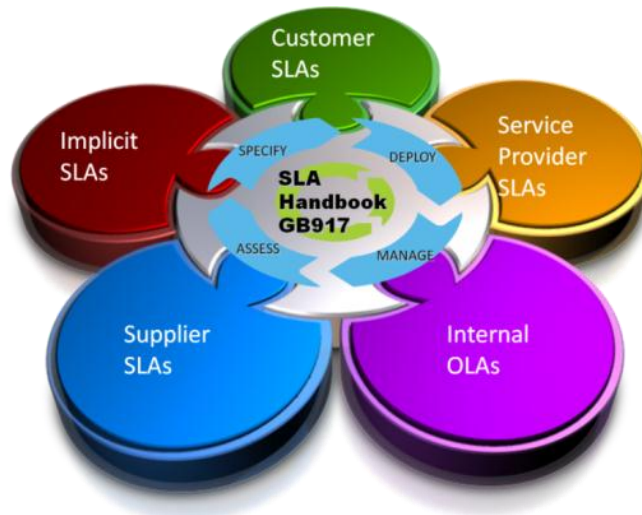 Customer
SLAs
Implicit
SLAs
Service
Provider
SLAs
SPECIFY
DEPLOY
SLA
Handbook
GB917
ASSESS
MANAGE
Supplier
SLAs
Internal
OLAs